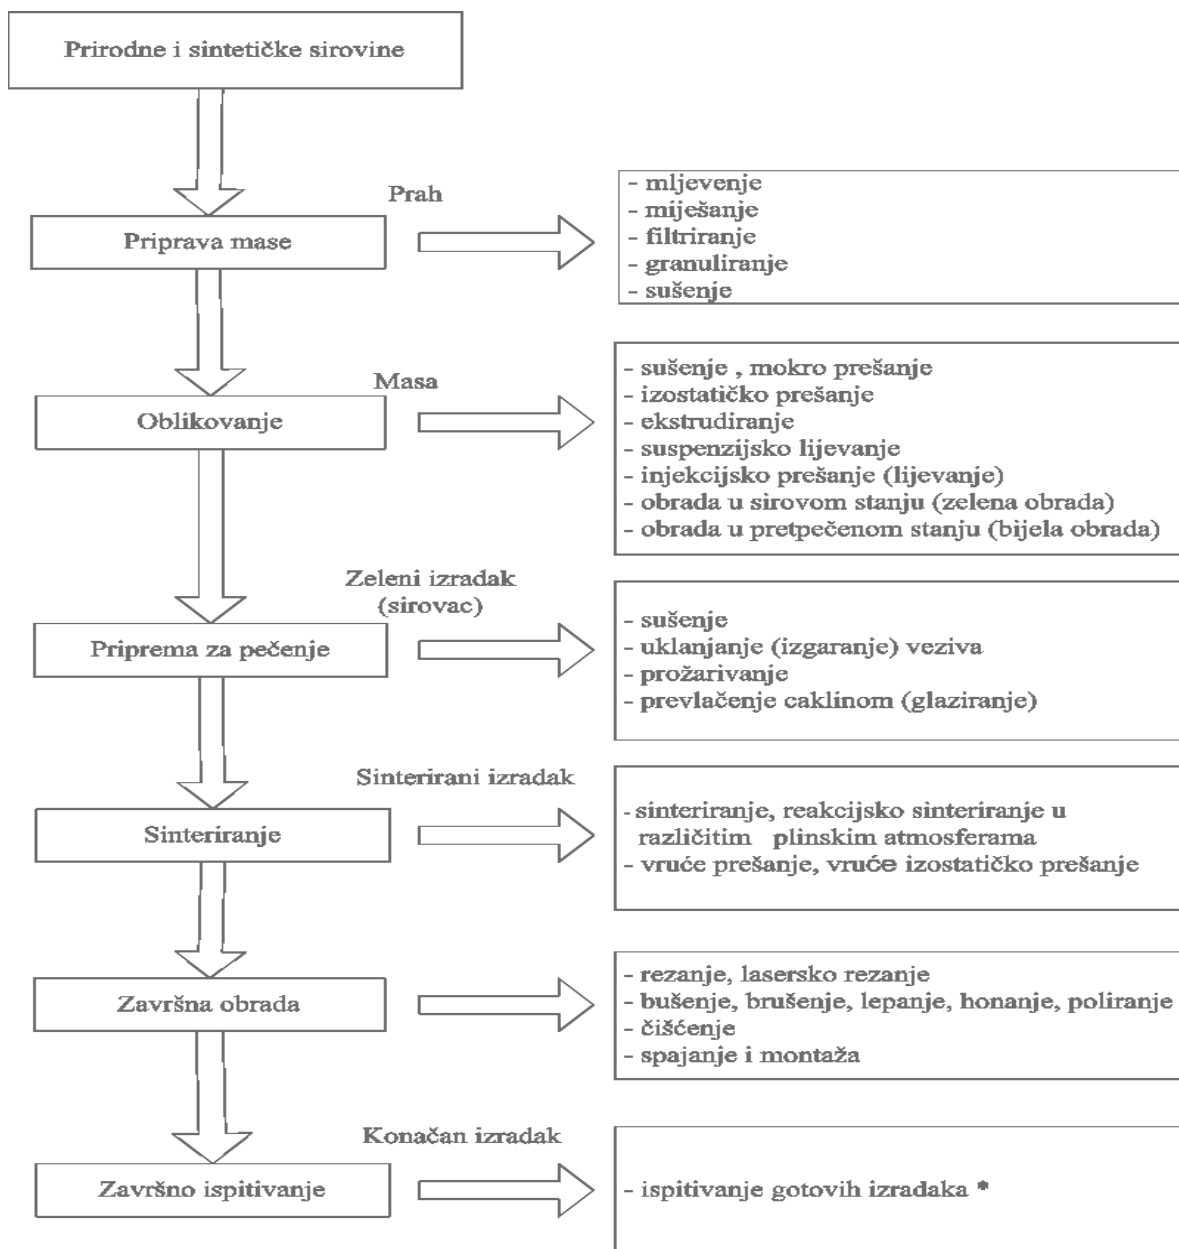 Prirodne i sintetičke sirovine
Prah
Priprava mase
- mljevenje
- miješanje
- filtriranje
- granuliranje
- sušenje
Masa
Oblikovanje
- sušenje , mokro prešanje
- izostatičko prešanje
- ekstrudiranje
- suspenzijsko lijevanje
- injekcijsko prešanje (lijevanje)
- obrada u sirovom stanju (zelena obrada)
- obrada u pretpečenom stanju (bijela obrada)
Zeleni izradak
(sirovac)
Priprema za pečenje
- sušenje
- uklanjanje (izgaranje) veziva
- prožarivanje
- prevlačenje caklinom (glaziranje)
Sinterirani izradak
Sinteriranje
- sinteriranje, reakcijsko sinteriranje u
različitim plinskim atmosferama
- vruće prešanje, vruće izostatičko prešanje
Završna obrada
- rezanje, lasersko rezanje
- bušenje, brušenje, lepanje, honanje, poliranje
- čišćenje
- spajanje i montaža
Konačan izradak
Završno ispitivanje
- ispitivanje gotovih izradaka *